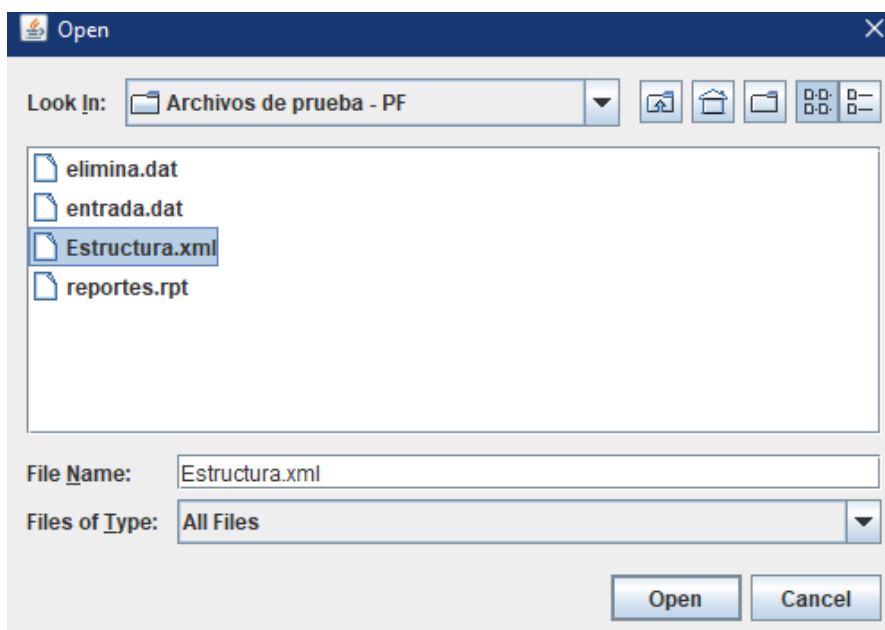 Open
Look In: Archivos de prueba - PF
elimina.dat
entrada.dat
Estructura.xml
reportes.rpt
File Name: Estructura.xml
Files of Type: All Files
Open Cancel